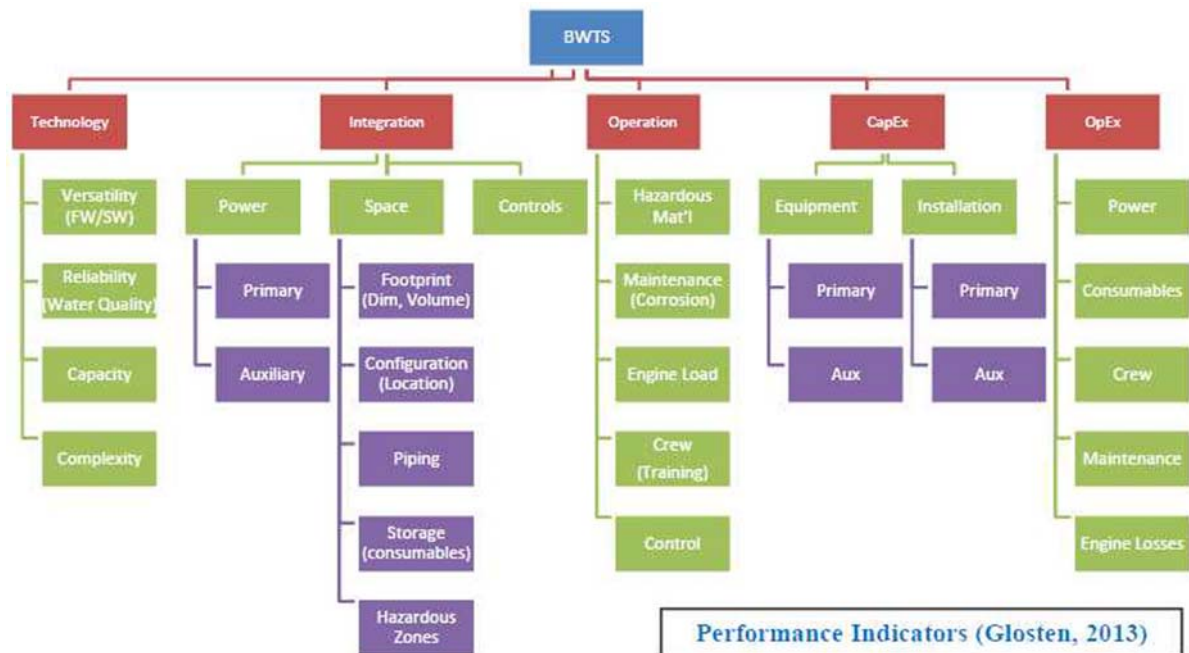 BWTS
Technology
Integration
Operation
CapEx
OpEx
Versatility
(FW/SW)
Reliability
(Water Quality)
Capacity
Complexity
Power
Space
Controls
Primary
Auxiliary
Footprint
(Dim, Volume)
Configuration
(Location)
Piping
Storage
(consumables)
Hazardous
Zones
Hazardous
Mat'l
Maintenance
(Corrosion)
Engine Load
Crew
(Training)
Control
Equipment
Installation
Primary
Aux
Primary
Aux
Power
Consumables
Crew
Maintenance
Engine Losses
Performance Indicators (Glosten, 2013)